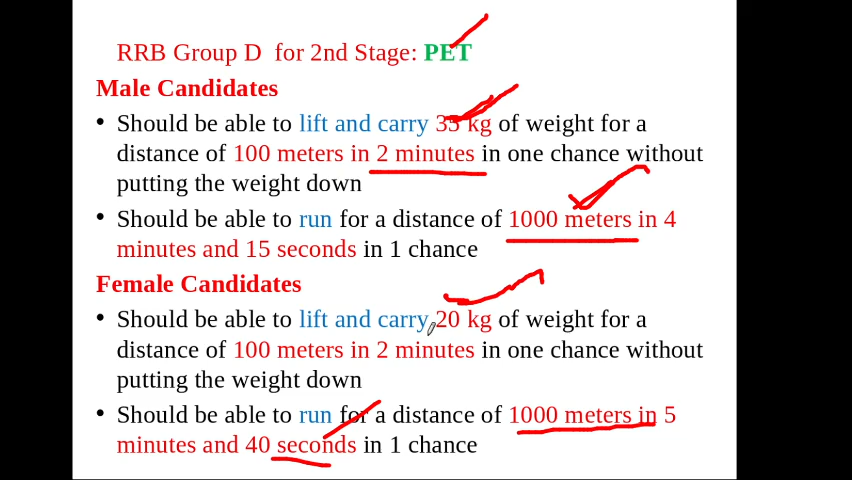 RRB Group D for 2nd Stage: PET
Male Candidates
• Should be able to lift and carry 35 kg of weight for a
distance of 100 meters in 2 minutes in one chance without
putting the weight down
• Should be able to run for a distance of 1000 meters in 4
minutes and 15 seconds in 1 chance
Female Candidates
• Should be able to lift and carry 20 kg of weight for a
distance of 100 meters in 2 minutes in one chance without
putting the weight down
• Should be able to run for a distance of 1000 meters in 5
minutes and 40 seconds in 1 chance